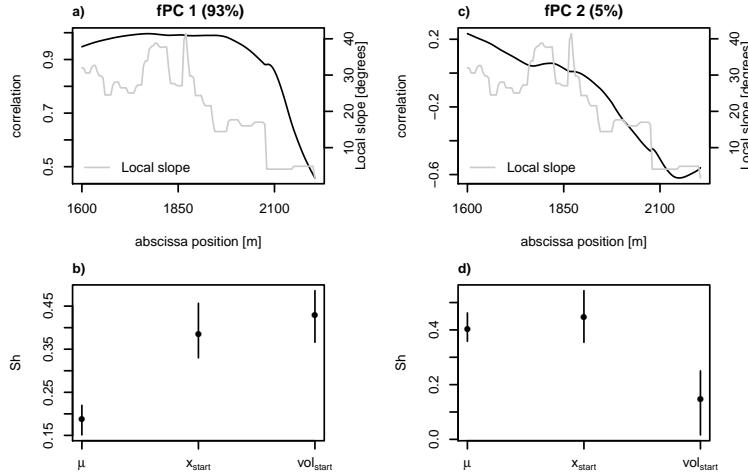 a)
fPC 1 (93%)
correlation
0.5
0.7
0.9
Local slope [degrees]
10
20
30
40
Local slope
1600
1850
2100
abscissa position [m]
c)
fPC 2 (5%)
correlation
−0.6
−0.2
0.2
Local slope [degrees]
10
20
30
40
Local slope
1600
1850
2100
abscissa position [m]
b)
Sh
0.15
0.25
0.35
0.45
μ
xstart
volstart
d)
Sh
0.0
0.2
0.4
μ
xstart
volstart